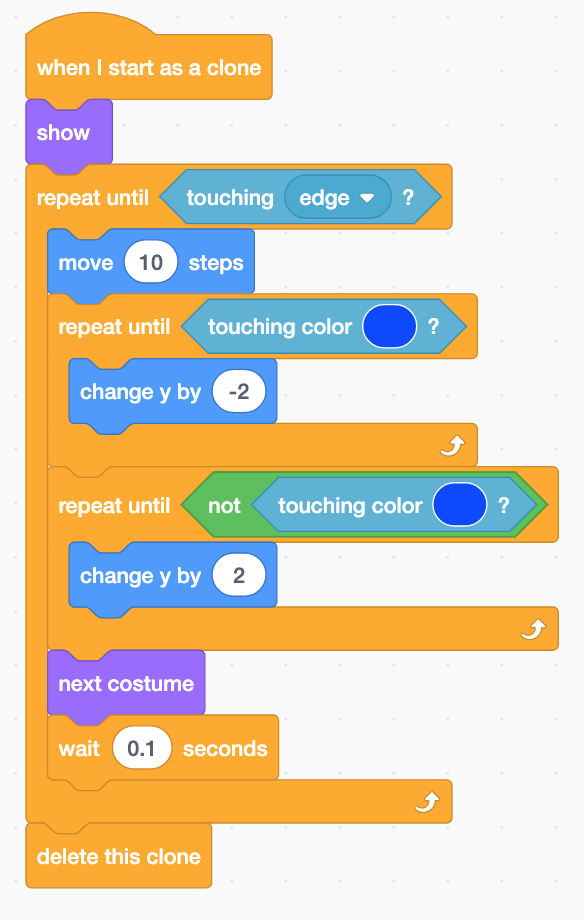 when I start as a clone
show
repeat until touching edge ?
move 10 steps
repeat until touching color ?
change y by -2
repeat until not touching color ?
change y by 2
next costume
wait 0.1 seconds
delete this clone